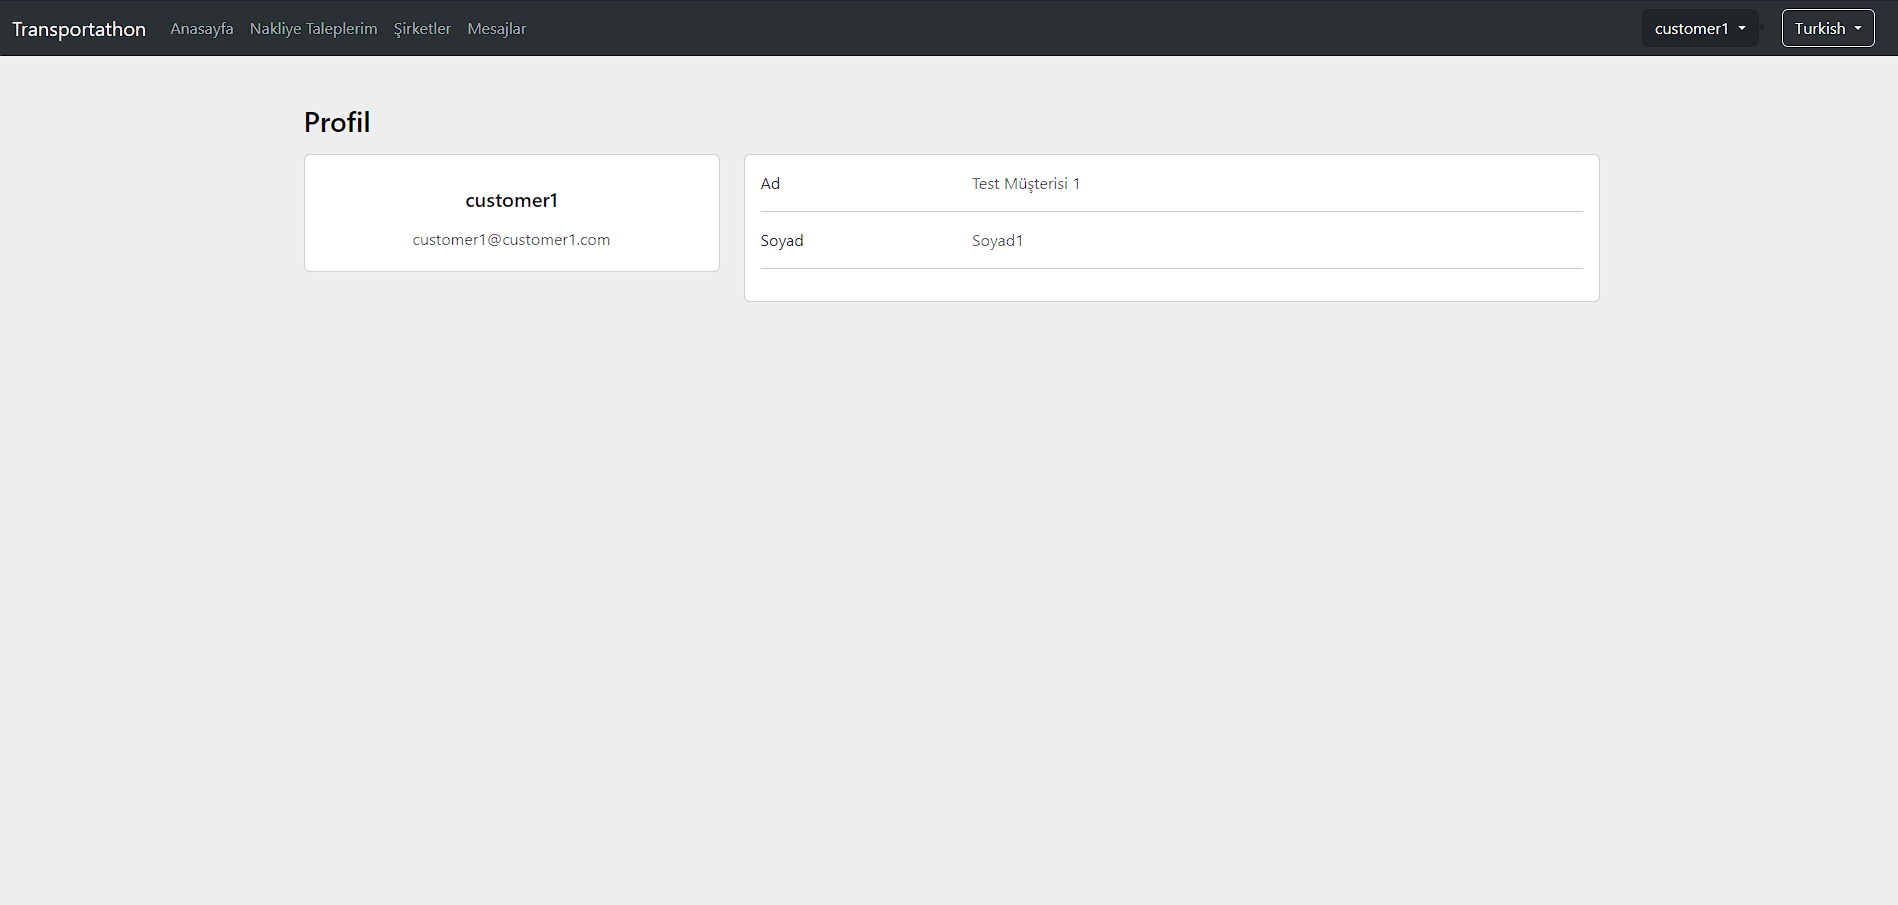 Transportathon Anasayfa Nakliye Taleplerim Şirketler Mesajlar customer1 Turkish
Profil
customer1
customer1@customer1.com
Ad Test Müşterisi 1
Soyad Soyad1